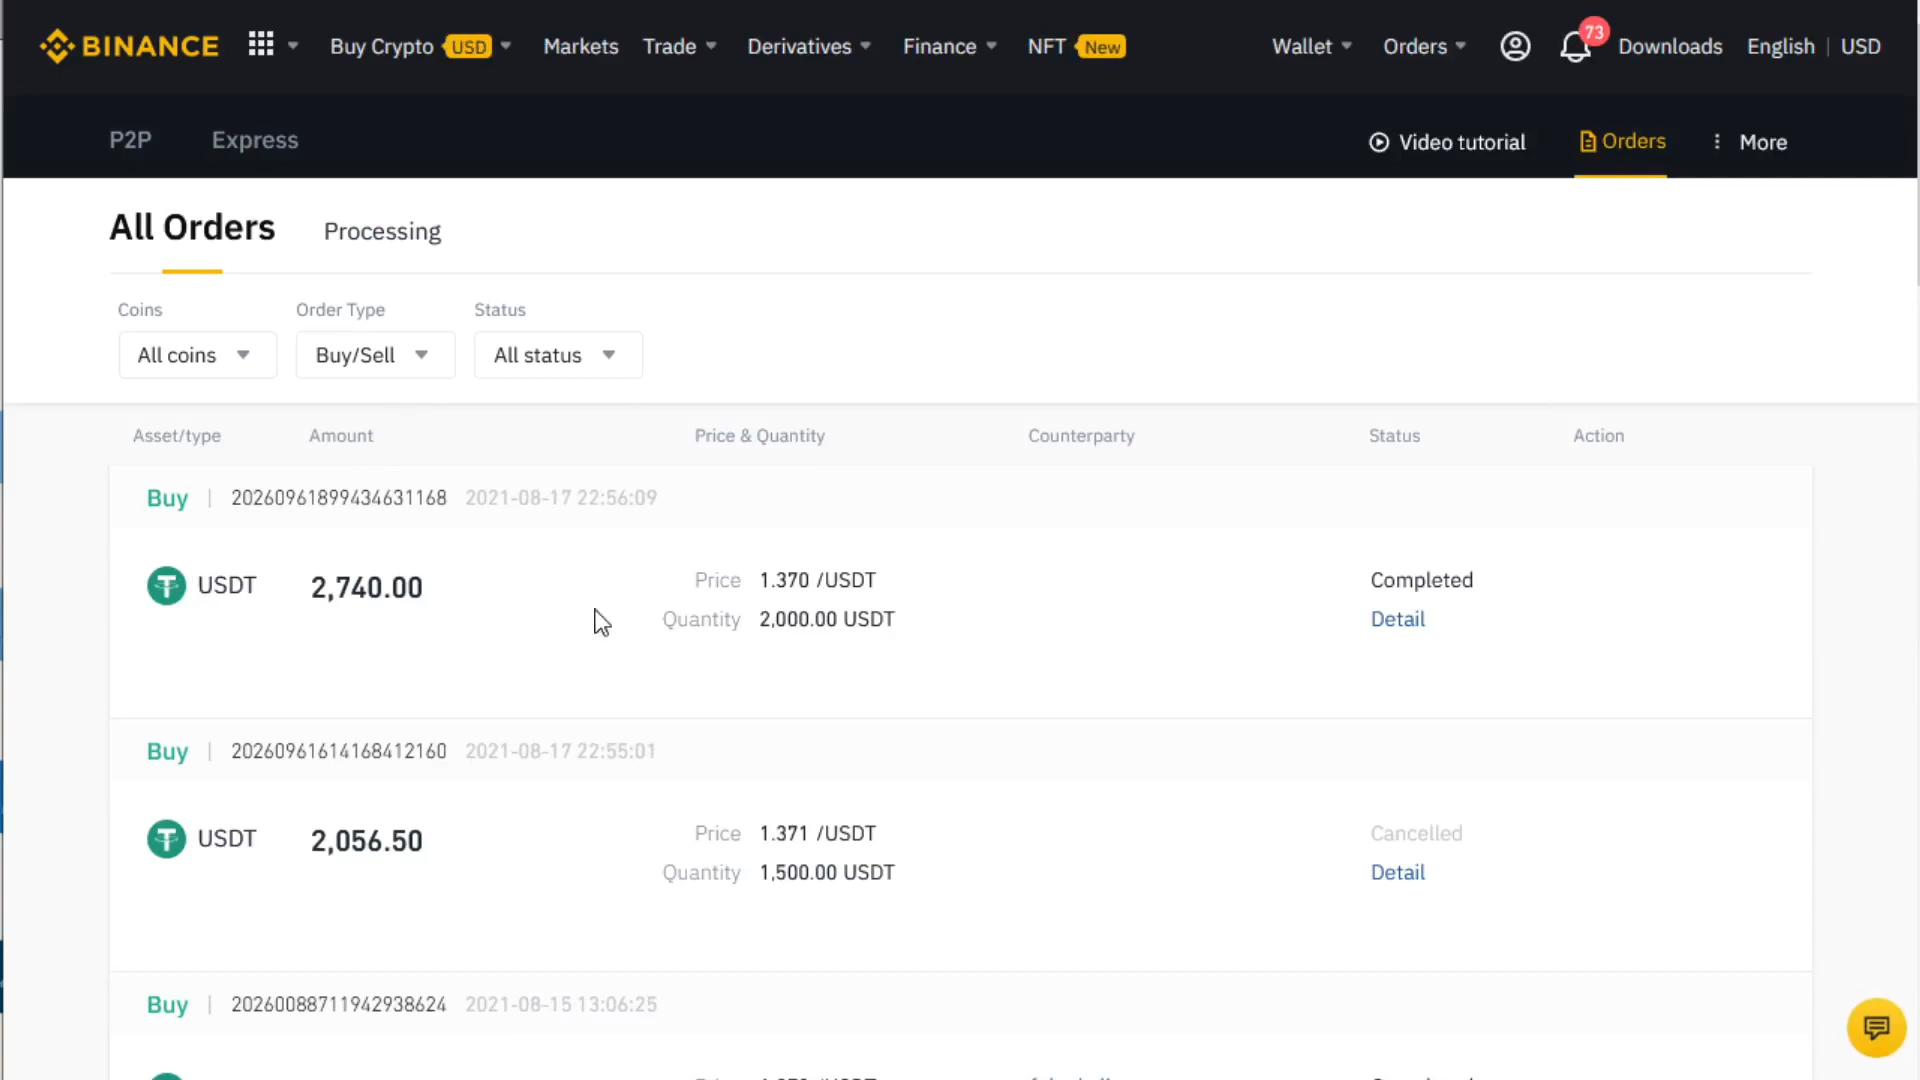 BINANCE Buy Crypto USD Markets Trade Derivatives Finance NFT New Wallet Orders 73 Downloads English | USD
P2P Express Video tutorial Orders More
All Orders Processing
Coins Order Type Status
All coins Buy/Sell All status
Asset/type Amount Price & Quantity Counterparty Status Action
Buy | 20260961899434631168 2021-08-17 22:56:09
USDT 2,740.00 Price 1.370 /USDT Completed
Quantity 2,000.00 USDT Detail
Buy | 20260961614168412160 2021-08-17 22:55:01
USDT 2,056.50 Price 1.371 /USDT Cancelled
Quantity 1,500.00 USDT Detail
Buy | 20260088711942938624 2021-08-15 13:06:25